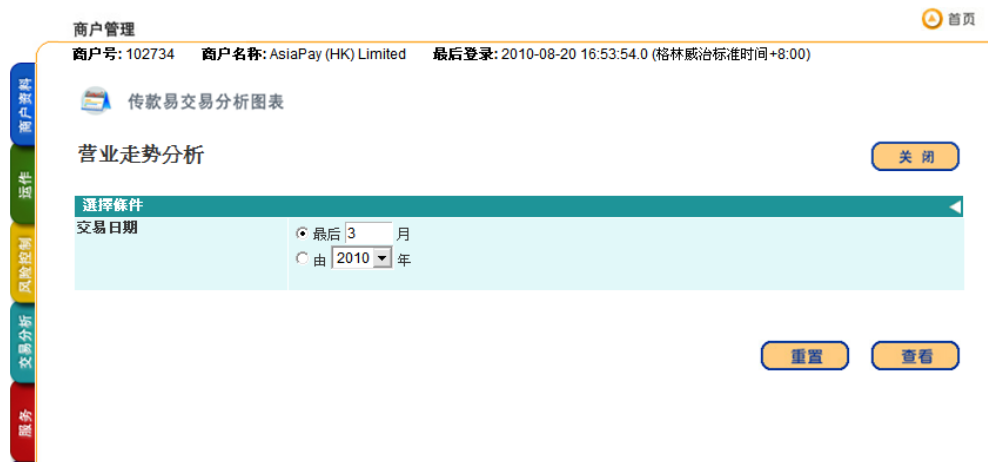 首页
商户管理
商户号: 102734 商户名称: AsiaPay (HK) Limited 最后登录: 2010-08-20 16:53:54.0 (格林威治标准时间+8:00)
商户资料
传款易交易分析图表
营业走势分析
关 闭
运作
選擇條件
交易日期
最后 3 月
由 2010 年
风险控制
交易分析
重置
查看
服务